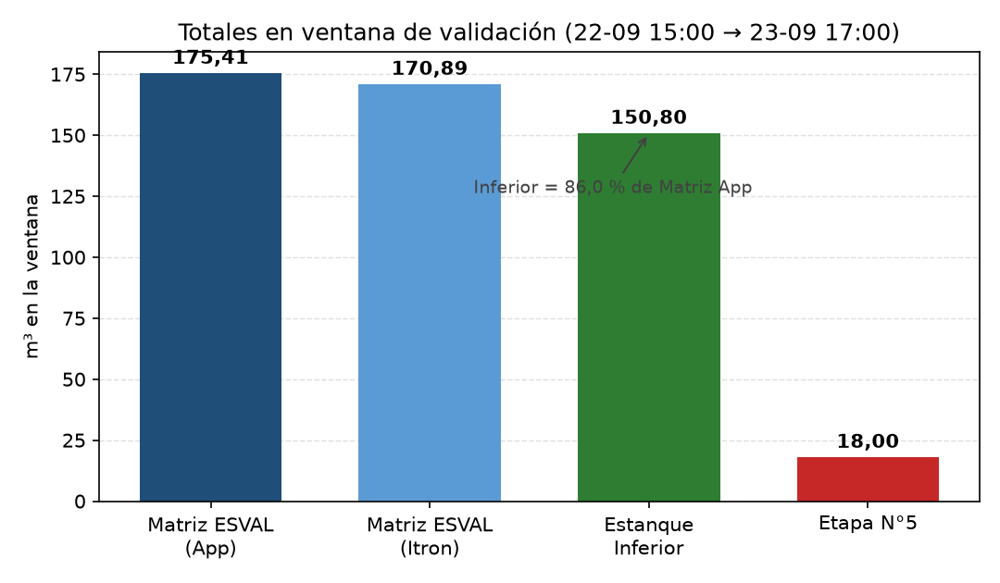 Totales en ventana de validación (22-09 15:00 → 23-09 17:00)
m³ en la ventana
175
150
125
100
75
50
25
0
175,41
170,89
150,80
18,00
Inferior = 86,0 % de Matriz App
Matriz ESVAL
(App)
Matriz ESVAL
(Itron)
Estanque
Inferior
Etapa N°5